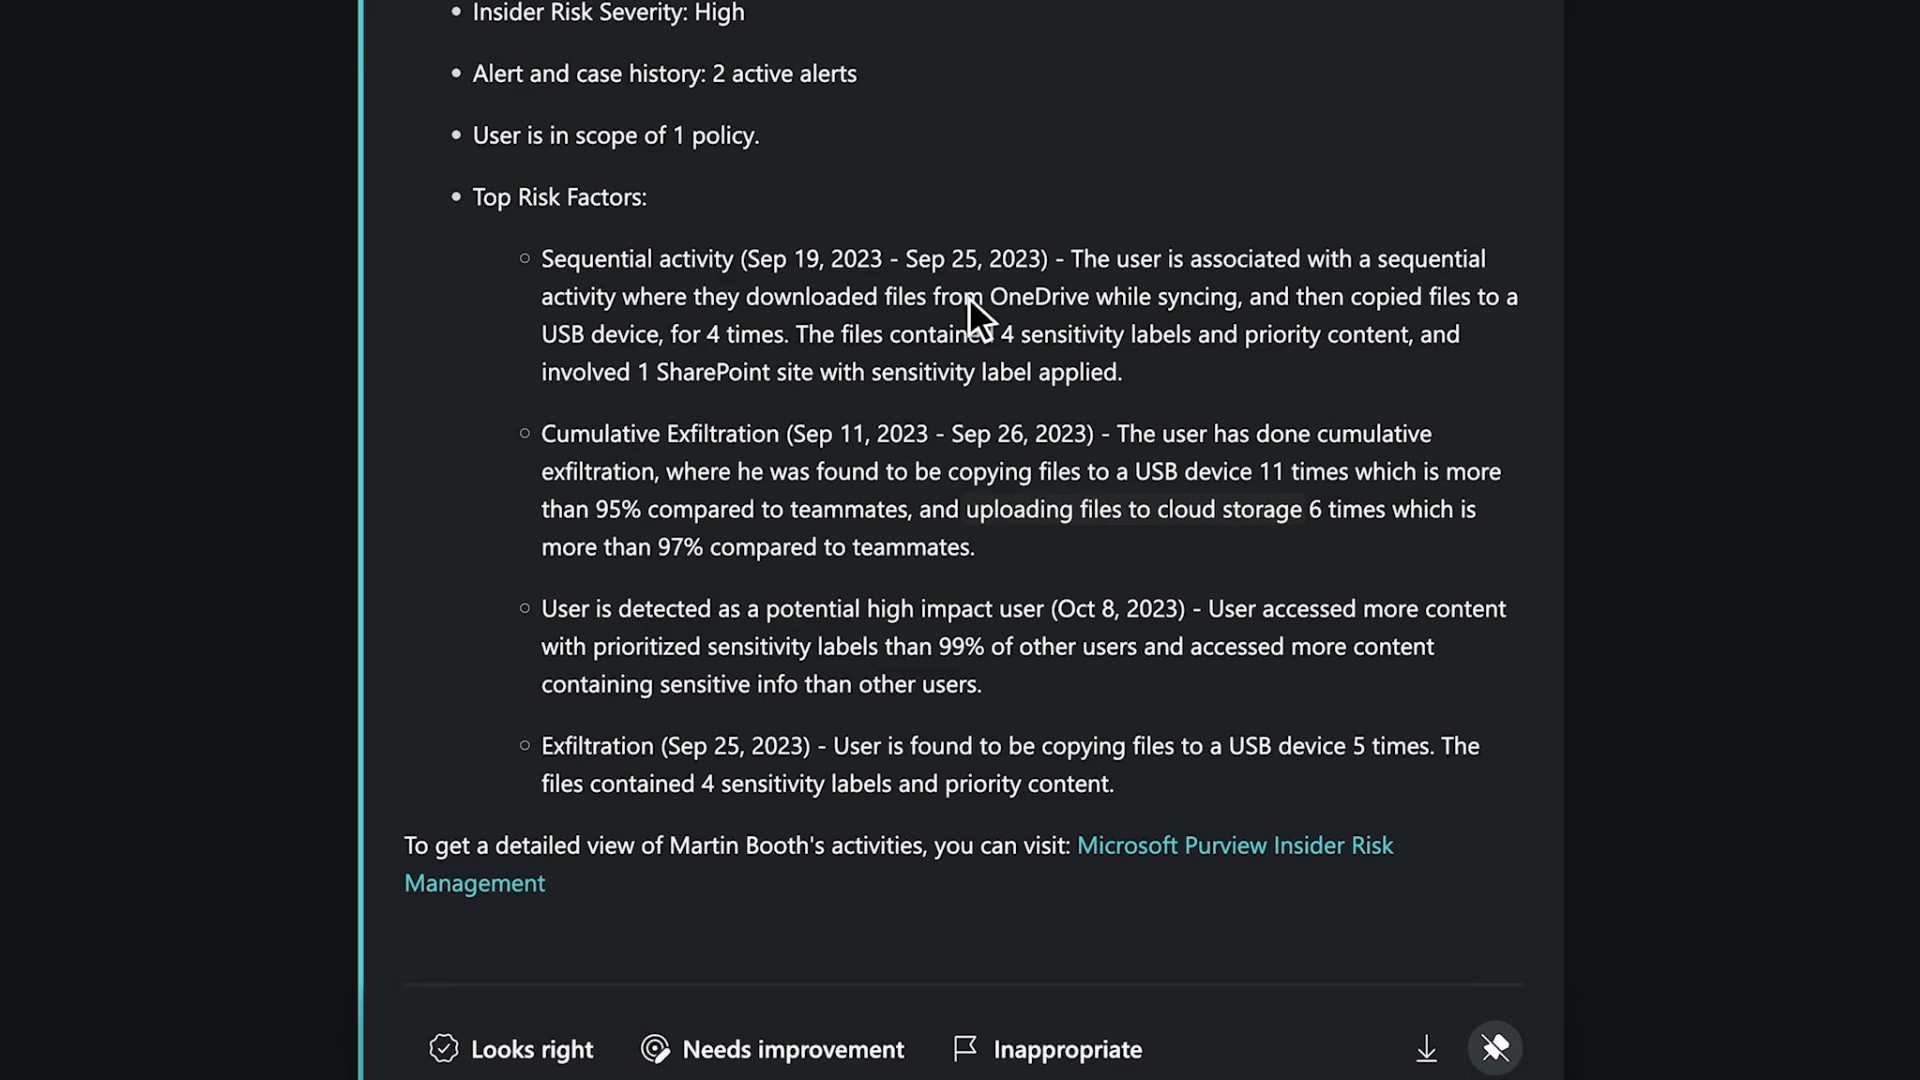 • Insider Risk Severity: High
• Alert and case history: 2 active alerts
• User is in scope of 1 policy.
• Top Risk Factors:
○ Sequential activity (Sep 19, 2023 - Sep 25, 2023) - The user is associated with a sequential
activity where they downloaded files from OneDrive while syncing, and then copied files to a
USB device, for 4 times. The files contained 4 sensitivity labels and priority content, and
involved 1 SharePoint site with sensitivity label applied.
○ Cumulative Exfiltration (Sep 11, 2023 - Sep 26, 2023) - The user has done cumulative
exfiltration, where he was found to be copying files to a USB device 11 times which is more
than 95% compared to teammates, and uploading files to cloud storage 6 times which is
more than 97% compared to teammates.
○ User is detected as a potential high impact user (Oct 8, 2023) - User accessed more content
with prioritized sensitivity labels than 99% of other users and accessed more content
containing sensitive info than other users.
○ Exfiltration (Sep 25, 2023) - User is found to be copying files to a USB device 5 times. The
files contained 4 sensitivity labels and priority content.
To get a detailed view of Martin Booth's activities, you can visit: Microsoft Purview Insider Risk
Management
Looks right Needs improvement Inappropriate